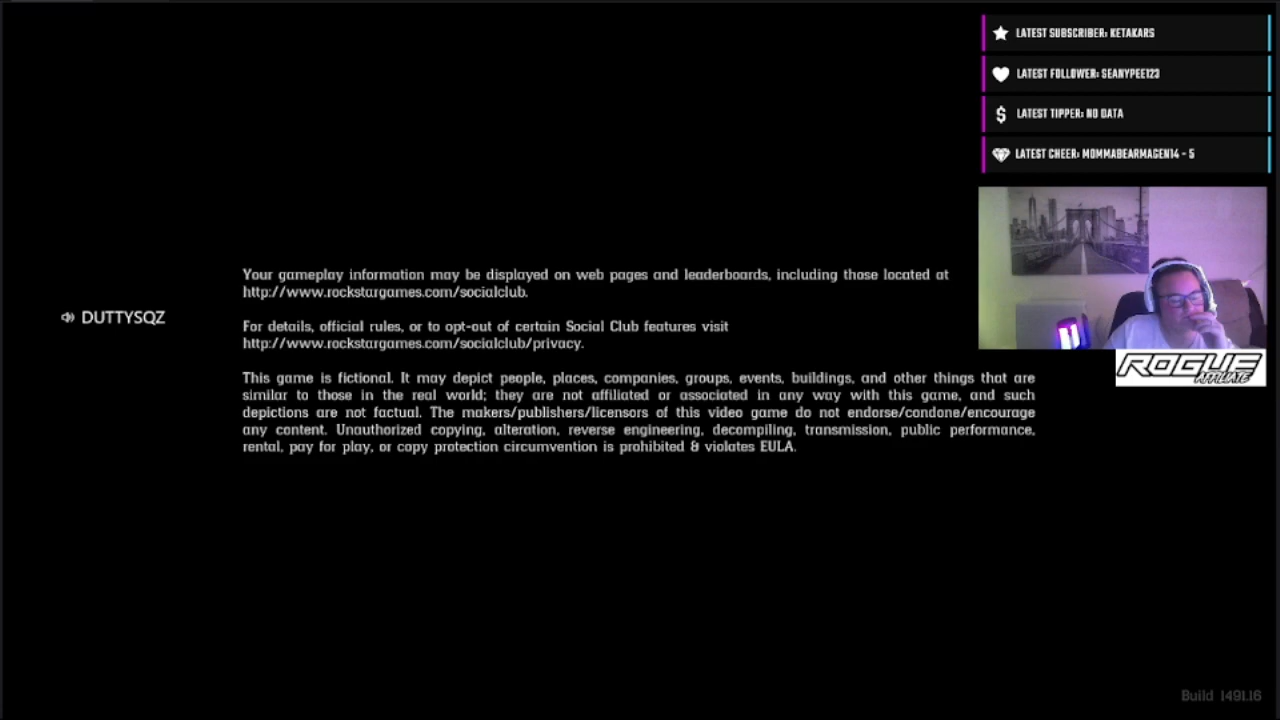 LATEST SUBSCRIBER: KETAKARS
LATEST FOLLOWER: SEANYPEE123
LATEST TIPPER: NO DATA
LATEST CHEER: MOMMABEARMAGEN14 - 5
Your gameplay information may be displayed on web pages and leaderboards, including those located at
http://www.rockstargames.com/socialclub.
DUTTYSQZ
For details, official rules, or to opt-out of certain Social Club features visit
http://www.rockstargames.com/socialclub/privacy.
This game is fictional. It may depict people, places, companies, groups, events, buildings, and other things that are
similar to those in the real world; they are not affiliated or associated in any way with this game, and such
depictions are not factual. The makers/publishers/licensors of this video game do not endorse/condone/encourage
any content. Unauthorized copying, alteration, reverse engineering, decompiling, transmission, public performance,
rental, pay for play, or copy protection circumvention is prohibited & violates EULA.
ROGUE
AFFILIATE
Build 1491.16